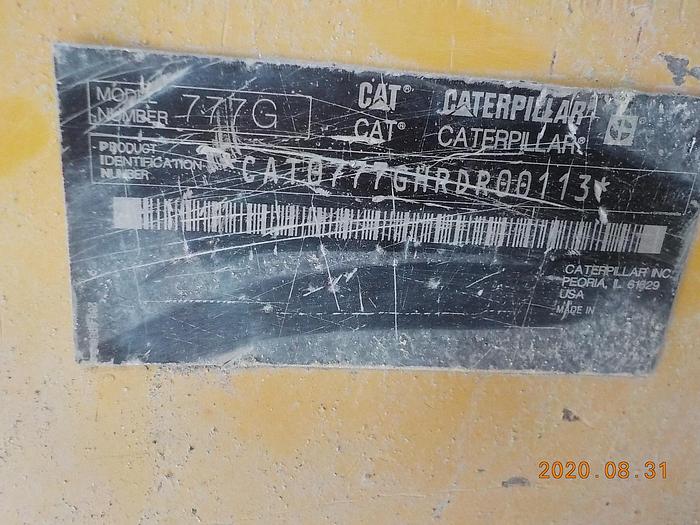 MODEL NUMBER 777G
CAT® CATERPILLAR
CAT® CATERPILLAR®
PRODUCT IDENTIFICATION NUMBER *CAT0777GHRDR00113*
CATERPILLAR INC.
PEORIA, IL 61629
USA
MADE IN
2020.08.31